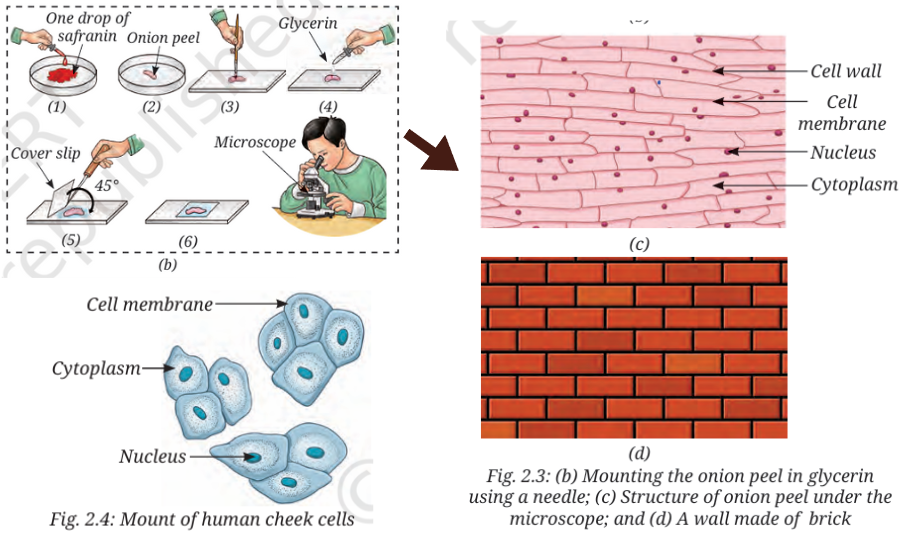 One drop of
safranin
Onion peel
Glycerin
(1)
(2)
(3)
(4)
Cover slip
45°
Microscope
(5)
(6)
(b)
Cell wall
Cell
membrane
Nucleus
Cytoplasm
(c)
(d)
Fig. 2.3: (b) Mounting the onion peel in glycerin
using a needle; (c) Structure of onion peel under the
microscope; and (d) A wall made of brick
Cell membrane
Cytoplasm
Nucleus
Fig. 2.4: Mount of human cheek cells
republished
©